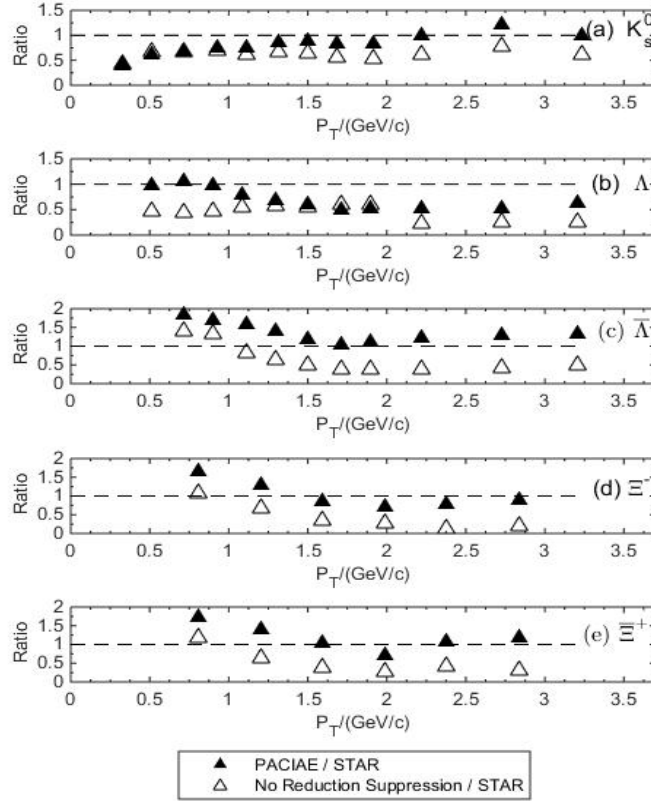 1.5
1
0.5
0
Ratio
(a) K_s^0
0 0.5 1 1.5 2 2.5 3 3.5
P_T/(GeV/c)
1.5
1
0.5
0
Ratio
(b) Λ
0 0.5 1 1.5 2 2.5 3 3.5
P_T/(GeV/c)
2
1.5
1
0.5
0
Ratio
(c) Λ̅
0 0.5 1 1.5 2 2.5 3 3.5
P_T/(GeV/c)
2
1.5
1
0.5
0
Ratio
(d) Ξ^-
0 0.5 1 1.5 2 2.5 3 3.5
P_T/(GeV/c)
2
1.5
1
0.5
0
Ratio
(e) Ξ̅^+
0 0.5 1 1.5 2 2.5 3 3.5
P_T/(GeV/c)
PACIAE / STAR
No Reduction Suppression / STAR